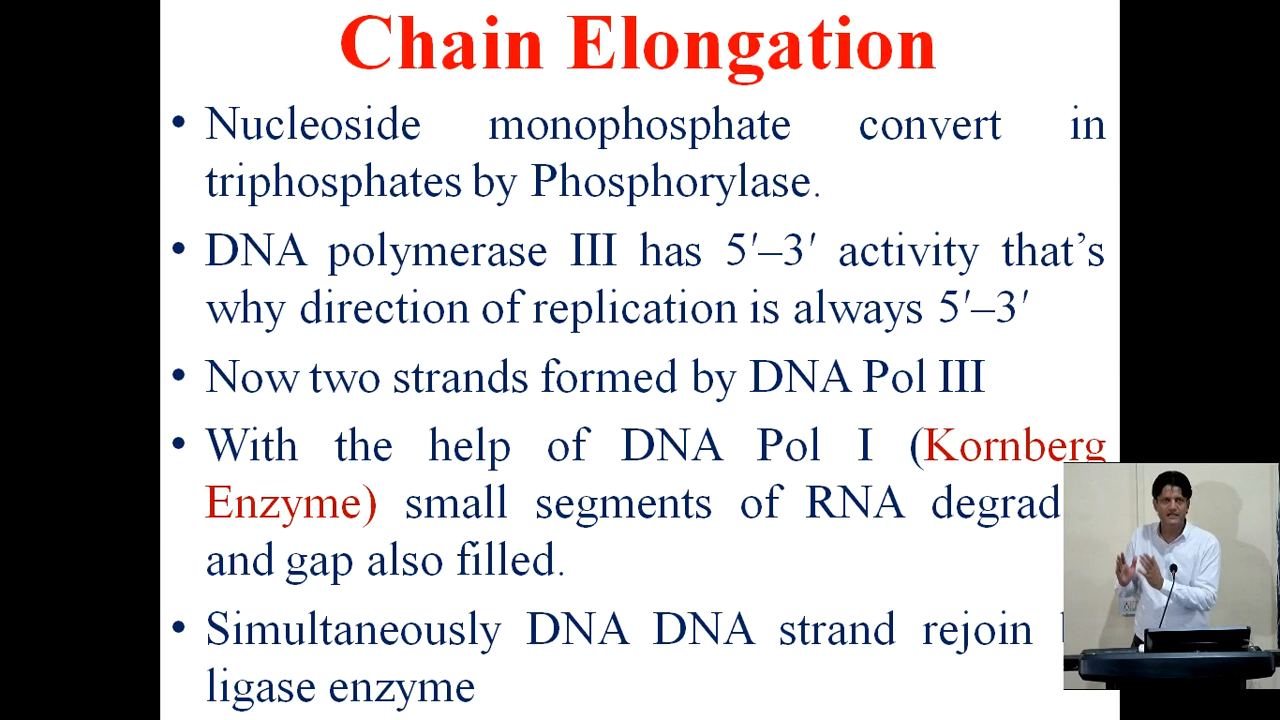 Chain Elongation
• Nucleoside monophosphate convert in
triphosphates by Phosphorylase.
• DNA polymerase III has 5′–3′ activity that’s
why direction of replication is always 5′–3′
• Now two strands formed by DNA Pol III
• With the help of DNA Pol I (Kornberg
Enzyme) small segments of RNA
and gap also filled.
• Simultaneously DNA DNA strand rejoin
ligase enzyme